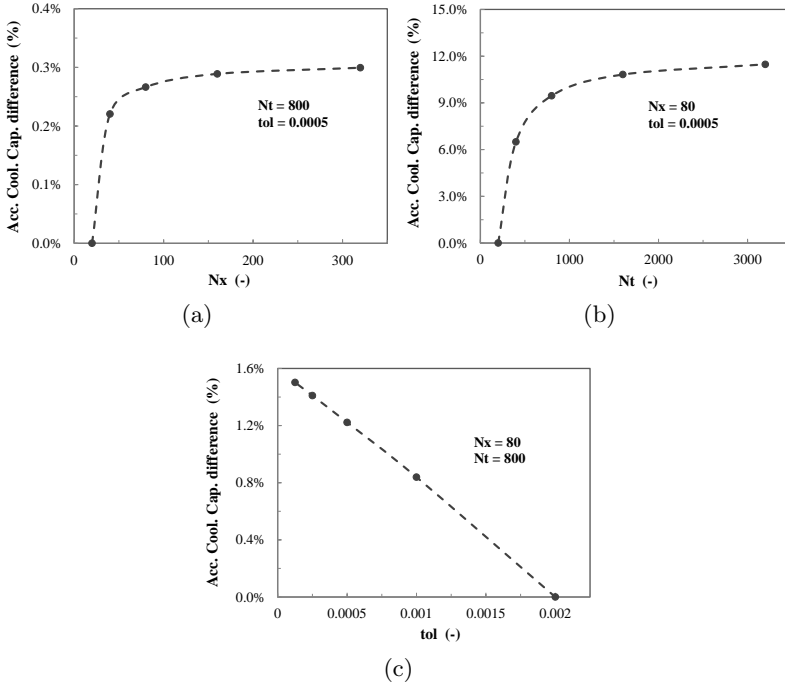 Acc. Cool. Cap. difference (%)
0.4%
0.3%
0.2%
0.1%
0.0%
Nt = 800
tol = 0.0005
0 100 200 300
Nx (-)
(a)
Acc. Cool. Cap. difference (%)
15.0%
12.0%
9.0%
6.0%
3.0%
0.0%
Nx = 80
tol = 0.0005
0 1000 2000 3000
Nt (-)
(b)
Acc. Cool. Cap. difference (%)
1.6%
1.2%
0.8%
0.4%
0.0%
Nx = 80
Nt = 800
0 0.0005 0.001 0.0015 0.002
tol (-)
(c)